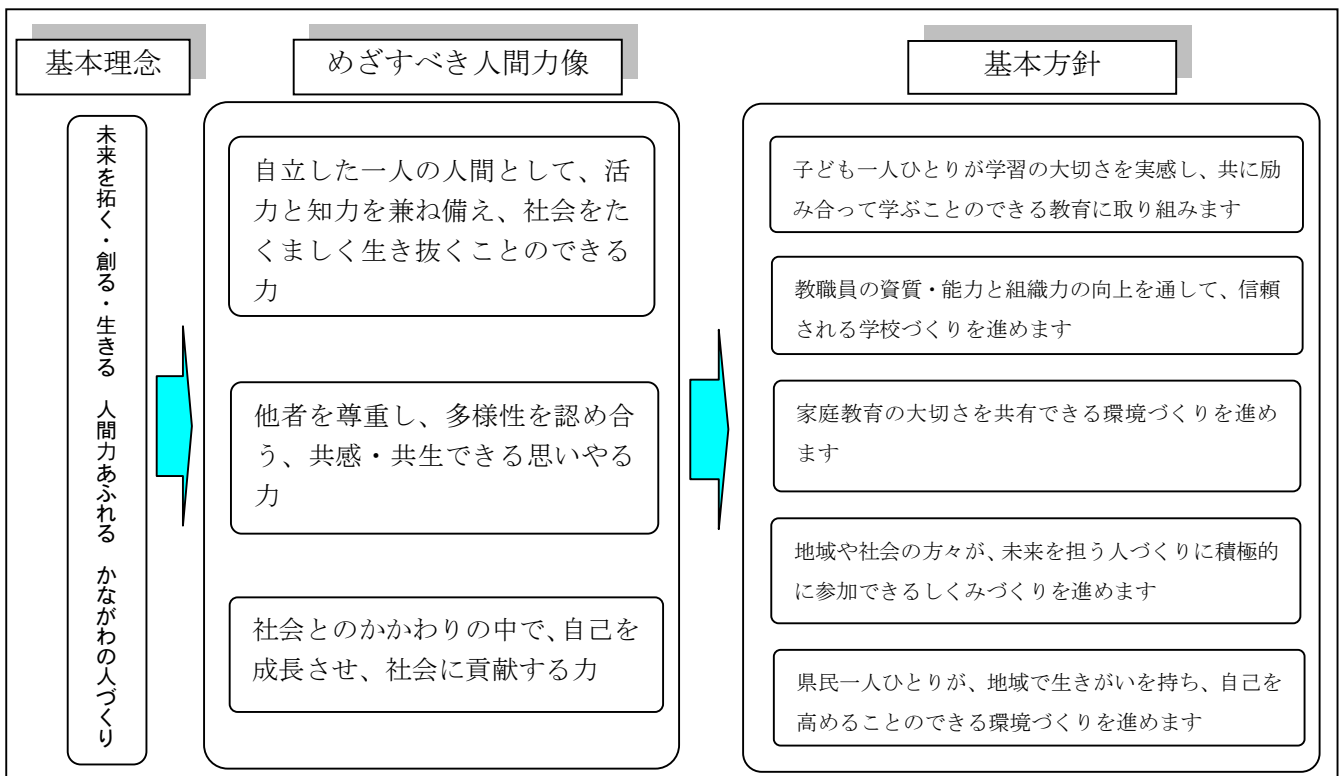 基本理念
めざすべき人間力像
基本方針
未来を拓く・創る・生きる　人間力あふれる　かながわの人づくり
自立した一人の人間として、活
力と知力を兼ね備え、社会をた
くましく生き抜くことのできる
力
他者を尊重し、多様性を認め合
う、共感・共生できる思いやる
力
社会とのかかわりの中で、自己を
成長させ、社会に貢献する力
子ども一人ひとりが学習の大切さを実感し、共に励
み合って学ぶことのできる教育に取り組みます
教職員の資質・能力と組織力の向上を通して、信頼
される学校づくりを進めます
家庭教育の大切さを共有できる環境づくりを進め
ます
地域や社会の方々が、未来を担う人づくりに積極的
に参加できるしくみづくりを進めます
県民一人ひとりが、地域で生きがいを持ち、自己を
高めることのできる環境づくりを進めます